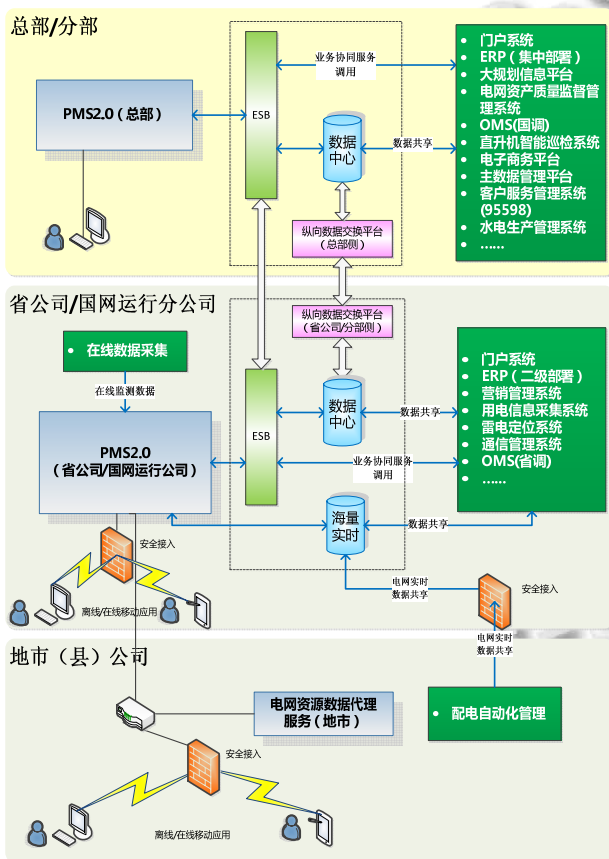 总部/分部
PMS2.0（总部）
ESB
业务协同服务
调用
数据
中心
数据共享
纵向数据交换平台
（总部侧）
• 门户系统
• ERP（集中部署）
• 大规划信息平台
• 电网资产质量监督管
理系统
• OMS(国调)
• 直升机智能巡检系统
• 电子商务平台
• 主数据管理平台
• 客户服务管理系统
(95598)
• 水电生产管理系统
• ……
省公司/国网运行分公司
• 在线数据采集
在线监测数据
PMS2.0
（省公司/国网运行公司）
纵向数据交换平台
（省公司/分部侧）
ESB
数据
中心
数据共享
业务协同服务
调用
海量
实时
数据共享
• 门户系统
• ERP（二级部署）
• 营销管理系统
• 用电信息采集系统
• 雷电定位系统
• 通信管理系统
• OMS(省调)
• ……
安全接入
离线/在线移动应用
电网实时
数据共享
安全接入
电网实时
数据共享
地市（县）公司
电网资源数据代理
服务（地市）
• 配电自动化管理
安全接入
离线/在线移动应用